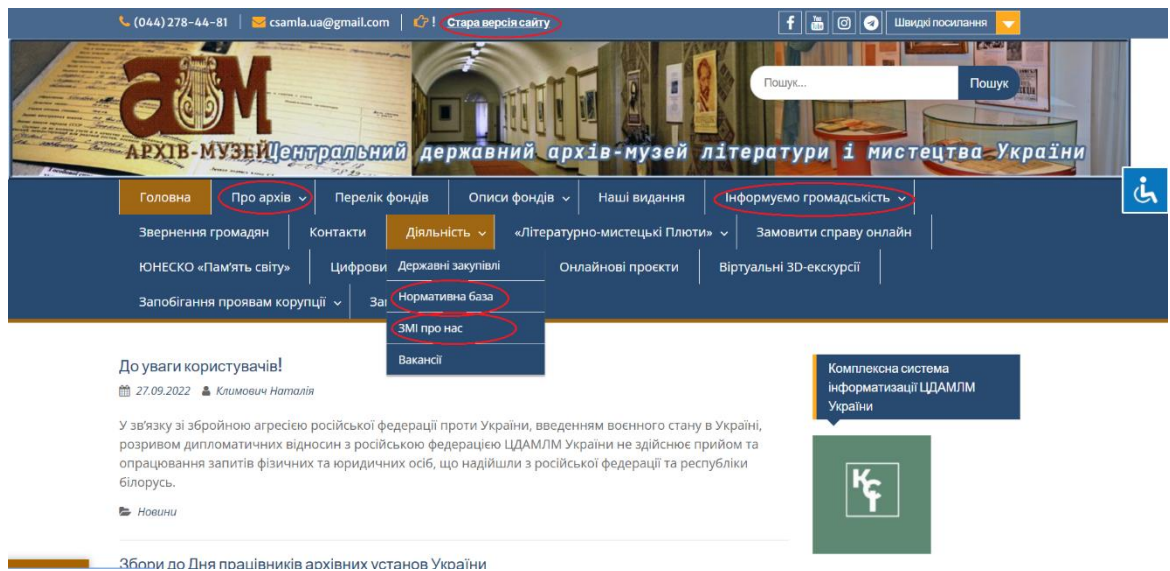 (044) 278-44-81 csamla.ua@gmail.com ! Стара версія сайту Швидкі посилання
You Tube
ам
АРХІВ-МУЗЕЙ
Пошук... Пошук
Центральний державний архів-музей літератури і мистецтва України
Головна Про архів Перелік фондів Описи фондів Наші видання Інформуємо громадськість
Звернення громадян Контакти Діяльність «Літературно-мистецькі Плюти» Замовити справу онлайн
ЮНЕСКО «Пам'ять світу» Цифрови Державні закупівлі Онлайнові проєкти Віртуальні 3D-екскурсії
Запобігання проявам корупції За Нормативна база
ЗМІ про нас
Вакансії
До уваги користувачів!
27.09.2022 Климович Наталія
У зв'язку зі збройною агресією російської федерації проти України, введенням воєнного стану в Україні,
розривом дипломатичних відносин з російською федерацією ЦДАМЛМ України не здійснює прийом та
опрацювання запитів фізичних та юридичних осіб, що надійшли з російської федерації та республіки
білорусь.
Новини
Збори до Дня працівників архівних установ України
Комплексна система
інформатизації ЦДАМЛМ
України
КСІ